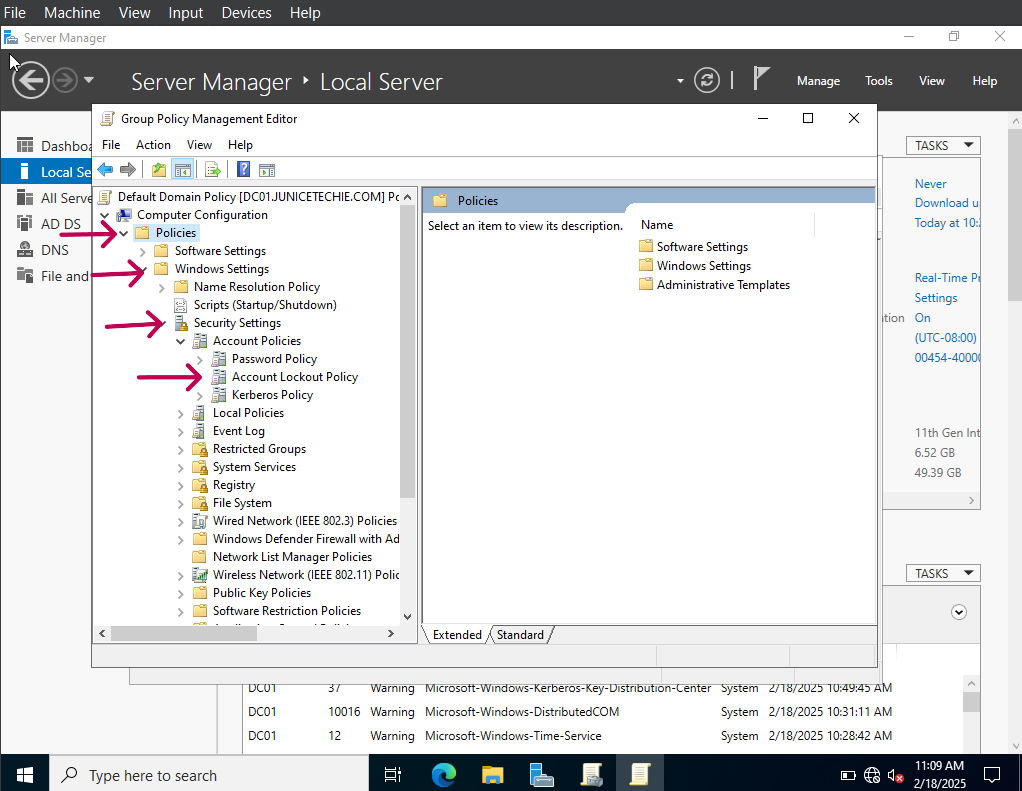 File Machine View Input Devices Help
Server Manager
Server Manager Local Server
Manage Tools View Help
Group Policy Management Editor
File Action View Help
Default Domain Policy [DC01.JUNICETECHIE.COM] Pc
Computer Configuration
Policies
Software Settings
Windows Settings
Name Resolution Policy
Scripts (Startup/Shutdown)
Security Settings
Account Policies
Password Policy
Account Lockout Policy
Kerberos Policy
Local Policies
Event Log
Restricted Groups
System Services
Registry
File System
Wired Network (IEEE 802.3) Policies
Windows Defender Firewall with Ad
Network List Manager Policies
Wireless Network (IEEE 802.11) Polic
Public Key Policies
Software Restriction Policies
Policies
Select an item to view its description.
Name
Software Settings
Windows Settings
Administrative Templates
Extended Standard
Dashboa
Local Se
All Serve
AD DS
DNS
File and
TASKS
Never
Download u
Today at 10:
Real-Time Pr
Settings
On
(UTC-08:00)
00454-40000
11th Gen Int
6.52 GB
49.39 GB
TASKS
DC01 37 Warning Microsoft-Windows-Kerberos-Key-Distribution-Center System 2/18/2025 10:49:45 AM
DC01 10016 Warning Microsoft-Windows-DistributedCOM System 2/18/2025 10:31:11 AM
DC01 12 Warning Microsoft-Windows-Time-Service System 2/18/2025 10:28:42 AM
Type here to search
11:09 AM
2/18/2025